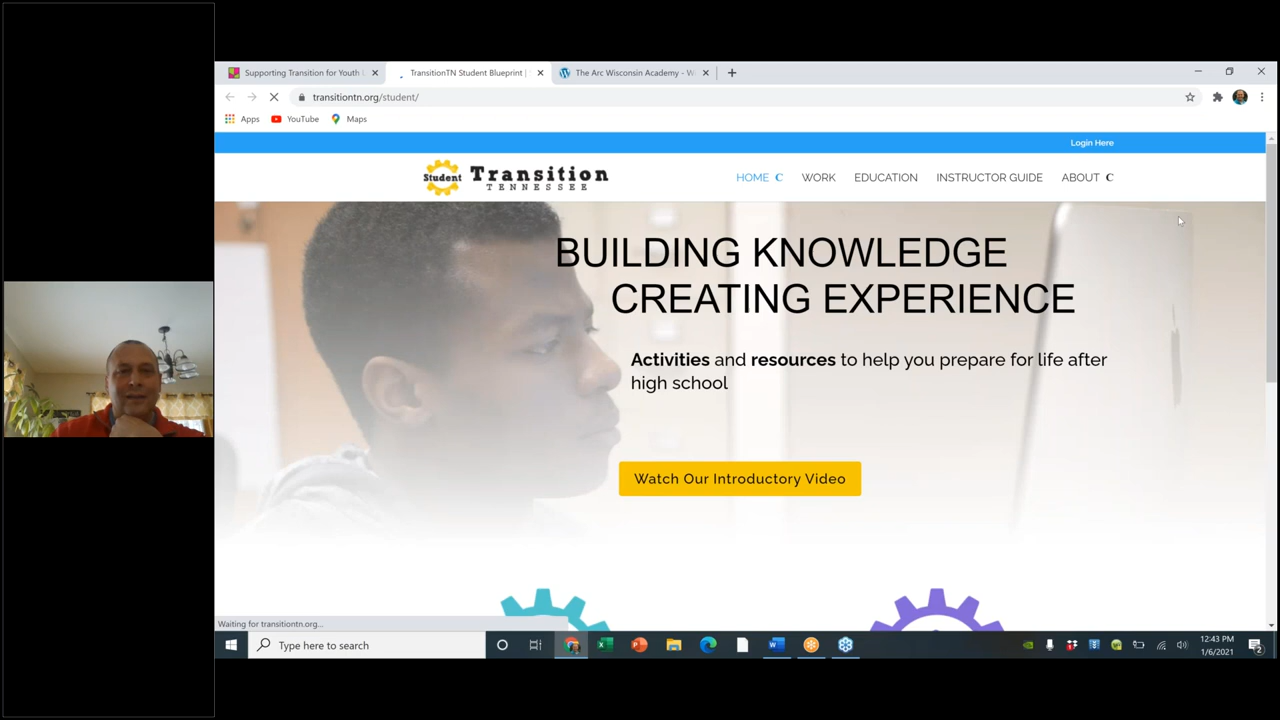 Supporting Transition for Youth
TransitionTN Student Blueprint |
The Arc Wisconsin Academy - W
transitiontn.org/student/
Apps
YouTube
Maps
Login Here
Student Transition
TENNESSEE
HOME
WORK
EDUCATION
INSTRUCTOR GUIDE
ABOUT
BUILDING KNOWLEDGE
CREATING EXPERIENCE
Activities and resources to help you prepare for life after
high school
Watch Our Introductory Video
Waiting for transitiontn.org...
Type here to search
12:43 PM
1/6/2021
2